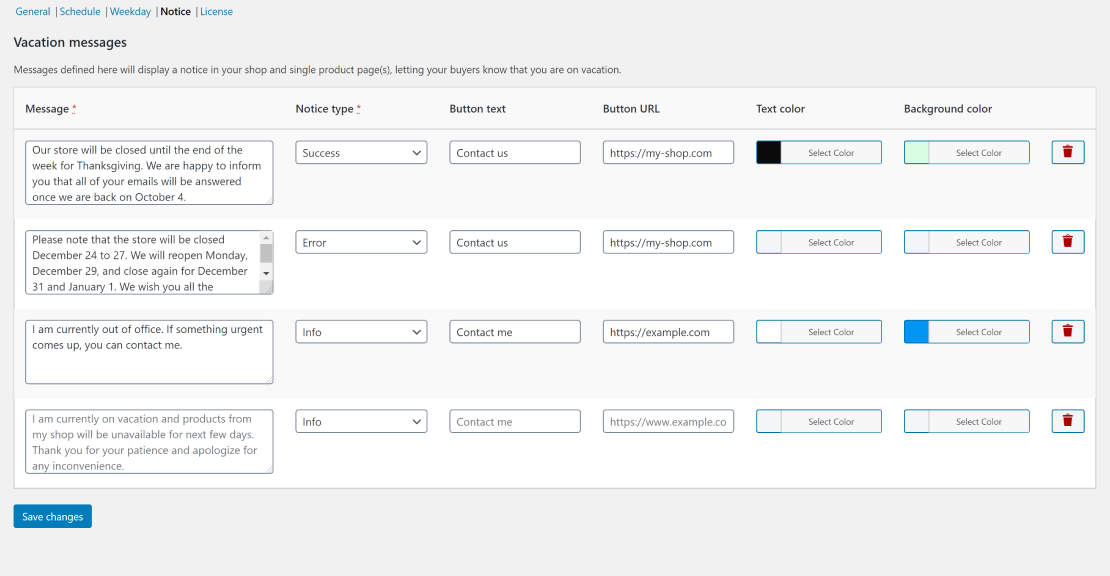 General | Schedule | Weekday | Notice | License
Vacation messages
Messages defined here will display a notice in your shop and single product page(s), letting your buyers know that you are on vacation.
Message * Notice type * Button text Button URL Text color Background color
Our store will be closed until the end of the
week for Thanksgiving. We are happy to inform
you that all of your emails will be answered
once we are back on October 4.
Success Contact us https://my-shop.com Select Color Select Color
Please note that the store will be closed
December 24 to 27. We will reopen Monday,
December 29, and close again for December
31 and January 1. We wish you all the
Error Contact us https://my-shop.com Select Color Select Color
I am currently out of office. If something urgent
comes up, you can contact me.
Info Contact me https://example.com Select Color Select Color
I am currently on vacation and products from
my shop will be unavailable for next few days.
Thank you for your patience and apologize for
any inconvenience.
Info Contact me https://www.example.co Select Color Select Color
Save changes